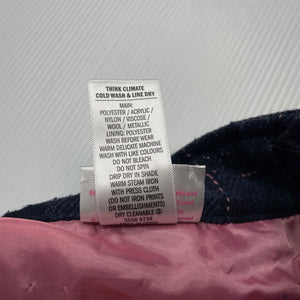 THINK CLIMATE
COLD WASH & LINE DRY
MAIN:
POLYESTER / ACRYLIC /
NYLON / VISCOSE /
WOOL / METALLIC
LINING: POLYESTER
WASH BEFORE WEAR
WARM DELICATE MACHINE
WASH WITH LIKE COLOURS
DO NOT BLEACH
DO NOT SPIN
DRIP DRY IN SHADE
WARM STEAM IRON
WITH PRESS CLOTH
(DO NOT IRON PRINTS
OR EMBELLISHMENTS)
DRY CLEANABLE
5658 9734